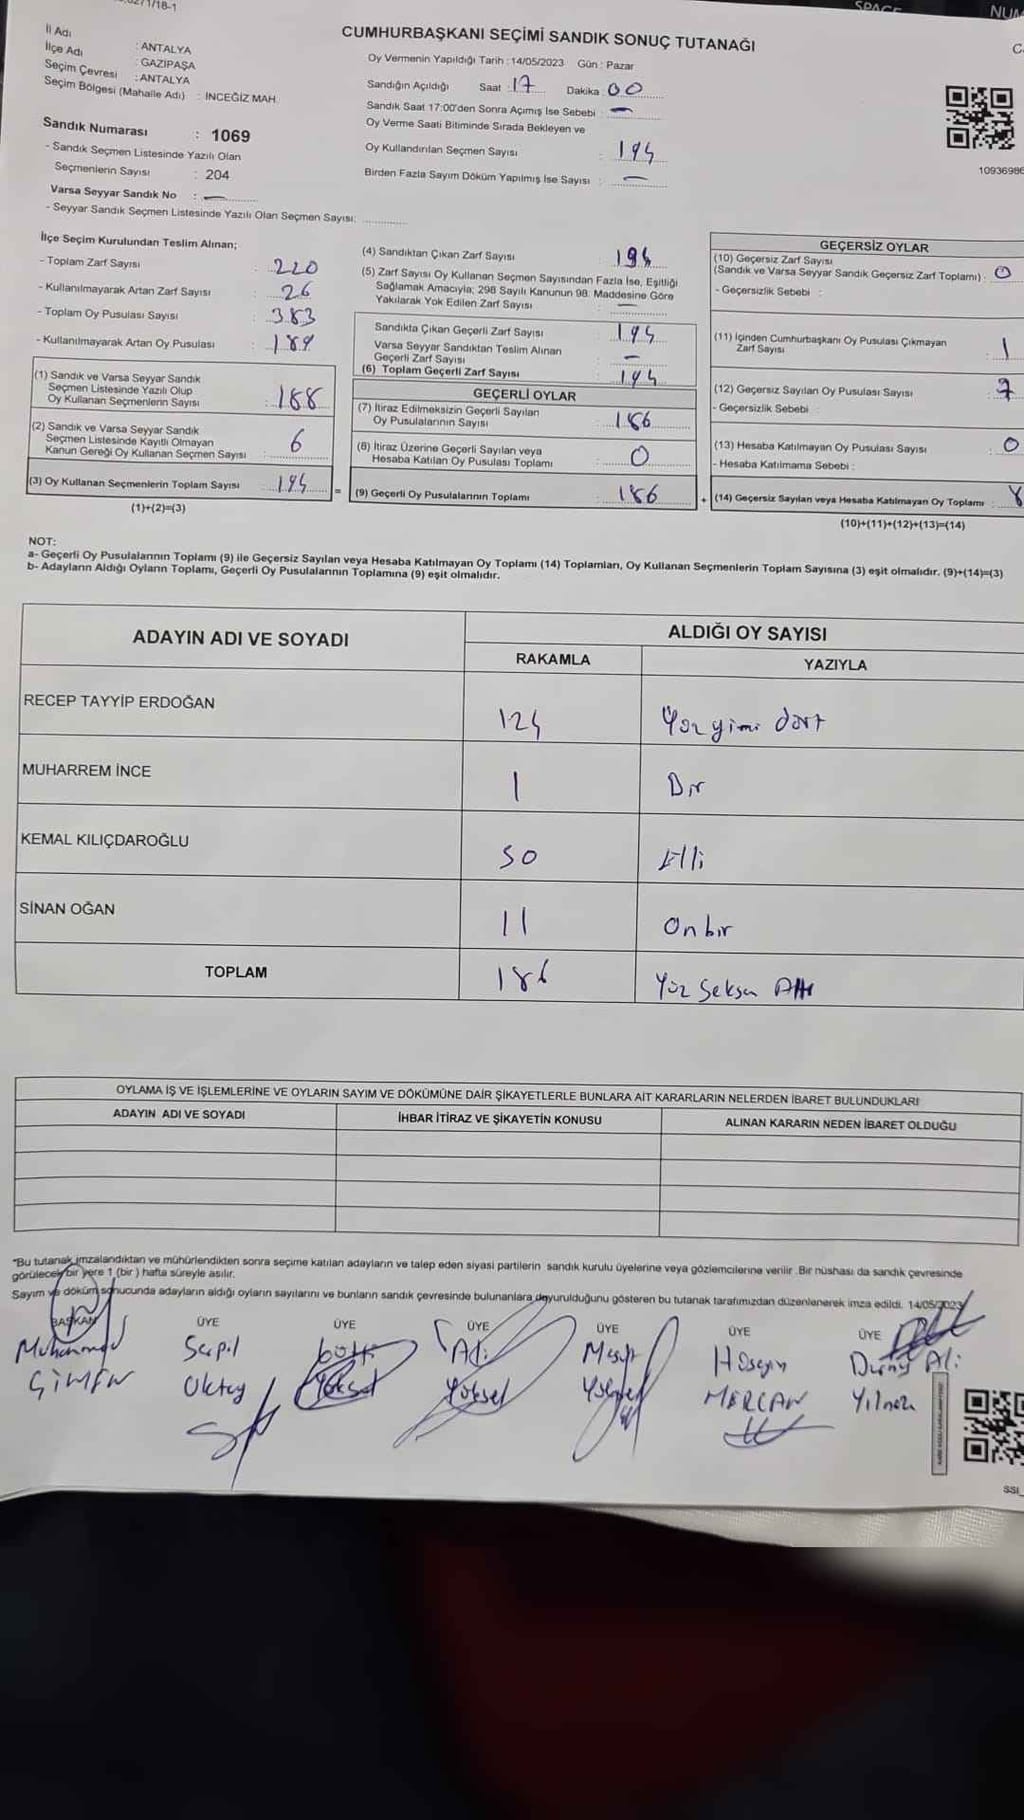 0271/18-1
SPACE
NUM
CUMHURBAŞKANI SEÇİMİ SANDIK SONUÇ TUTANAĞI
İl Adı : ANTALYA
İlçe Adı : GAZİPAŞA
Seçim Çevresi : ANTALYA
Seçim Bölgesi (Mahalle Adı) : İNCEĞİZ MAH.
Sandık Numarası : 1069
- Sandık Seçmen Listesinde Yazılı Olan
Seçmenlerin Sayısı : 204
Varsa Seyyar Sandık No : —
- Seyyar Sandık Seçmen Listesinde Yazılı Olan Seçmen Sayısı:
Oy Vermenin Yapıldığı Tarih : 14/05/2023 Gün : Pazar
Sandığın Açıldığı Saat : 17 Dakika : 00
Sandık Saat 17:00'den Sonra Açımış İse Sebebi : —
Oy Verme Saati Bitiminde Sırada Bekleyen ve
Oy Kullandırılan Seçmen Sayısı : 194
Birden Fazla Sayım Döküm Yapılmış İse Sayısı : —
10936986
İlçe Seçim Kurulundan Teslim Alınan;
- Toplam Zarf Sayısı : 220
- Kullanılmayarak Artan Zarf Sayısı : 26
- Toplam Oy Pusulası Sayısı : 383
- Kullanılmayarak Artan Oy Pusulası : 189
(1) Sandık ve Varsa Seyyar Sandık
Seçmen Listesinde Yazılı Olup
Oy Kullanan Seçmenlerin Sayısı : 188
(2) Sandık ve Varsa Seyyar Sandık
Seçmen Listesinde Kayıtlı Olmayan
Kanun Gereği Oy Kullanan Seçmen Sayısı : 6
(3) Oy Kullanan Seçmenlerin Toplam Sayısı : 194
(1)+(2)=(3)
(4) Sandıktan Çıkan Zarf Sayısı : 194
(5) Zarf Sayısı Oy Kullanan Seçmen Sayısından Fazla İse, Eşitliği
Sağlamak Amacıyla; 298 Sayılı Kanunun 98. Maddesine Göre
Yakılarak Yok Edilen Zarf Sayısı : —
Sandıkta Çıkan Geçerli Zarf Sayısı : 194
Varsa Seyyar Sandıktan Teslim Alınan
Geçerli Zarf Sayısı : —
(6) Toplam Geçerli Zarf Sayısı : 194
GEÇERLİ OYLAR
(7) İtiraz Edilmeksizin Geçerli Sayılan
Oy Pusulalarının Sayısı : 186
(8) İtiraz Üzerine Geçerli Sayılan veya
Hesaba Katılan Oy Pusulası Toplamı : 0
= (9) Geçerli Oy Pusulalarının Toplamı : 186
GEÇERSİZ OYLAR
(10) Geçersiz Zarf Sayısı
(Sandık ve Varsa Seyyar Sandık Geçersiz Zarf Toplamı) : 0
- Geçersizlik Sebebi :
(11) İçinden Cumhurbaşkanı Oy Pusulası Çıkmayan
Zarf Sayısı : 1
(12) Geçersiz Sayılan Oy Pusulası Sayısı : 7
- Geçersizlik Sebebi :
(13) Hesaba Katılmayan Oy Pusulası Sayısı : 0
- Hesaba Katılmama Sebebi :
+ (14) Geçersiz Sayılan veya Hesaba Katılmayan Oy Toplamı : 8
(10)+(11)+(12)+(13)=(14)
NOT:
a- Geçerli Oy Pusulalarının Toplamı (9) ile Geçersiz Sayılan veya Hesaba Katılmayan Oy Toplamı (14) Toplamları, Oy Kullanan Seçmenlerin Toplam Sayısına (3) eşit olmalıdır. (9)+(14)=(3)
b- Adayların Aldığı Oyların Toplamı, Geçerli Oy Pusulalarının Toplamına (9) eşit olmalıdır.
ADAYIN ADI VE SOYADI
ALDIĞI OY SAYISI
RAKAMLA YAZIYLA
RECEP TAYYİP ERDOĞAN 124 Yüz yirmi dört
MUHARREM İNCE 1 Bir
KEMAL KILIÇDAROĞLU 50 Elli
SİNAN OĞAN 11 On bir
TOPLAM 186 Yüz Seksen Altı
OYLAMA İŞ VE İŞLEMLERİNE VE OYLARIN SAYIM VE DÖKÜMÜNE DAİR ŞİKAYETLERLE BUNLARA AİT KARARLARIN NELERDEN İBARET BULUNDUKLARI
ADAYIN ADI VE SOYADI İHBAR İTİRAZ VE ŞİKAYETİN KONUSU ALINAN KARARIN NEDEN İBARET OLDUĞU
*Bu tutanak imzalandıktan ve mühürlendikten sonra seçime katılan adayların ve talep eden siyasi partilerin sandık kurulu üyelerine veya gözlemcilerine verilir .Bir nüshası da sandık çevresinde
görülecek bir yere 1 (bir) hafta süreyle asılır.
Sayım ve döküm sonucunda adayların aldığı oyların sayılarını ve bunların sandık çevresinde bulunanlara duyurulduğunu gösteren bu tutanak tarafımızdan düzenlenerek imza edildi. 14/05/2023
BAŞKAN ÜYE ÜYE ÜYE ÜYE ÜYE ÜYE
Muhammed Serpil Lütfi Ali Mesut Hüseyin Durmuş Ali
ÇİMEN Oktay Yüksel Yüksel MERCAN Yılmaz
SSI_